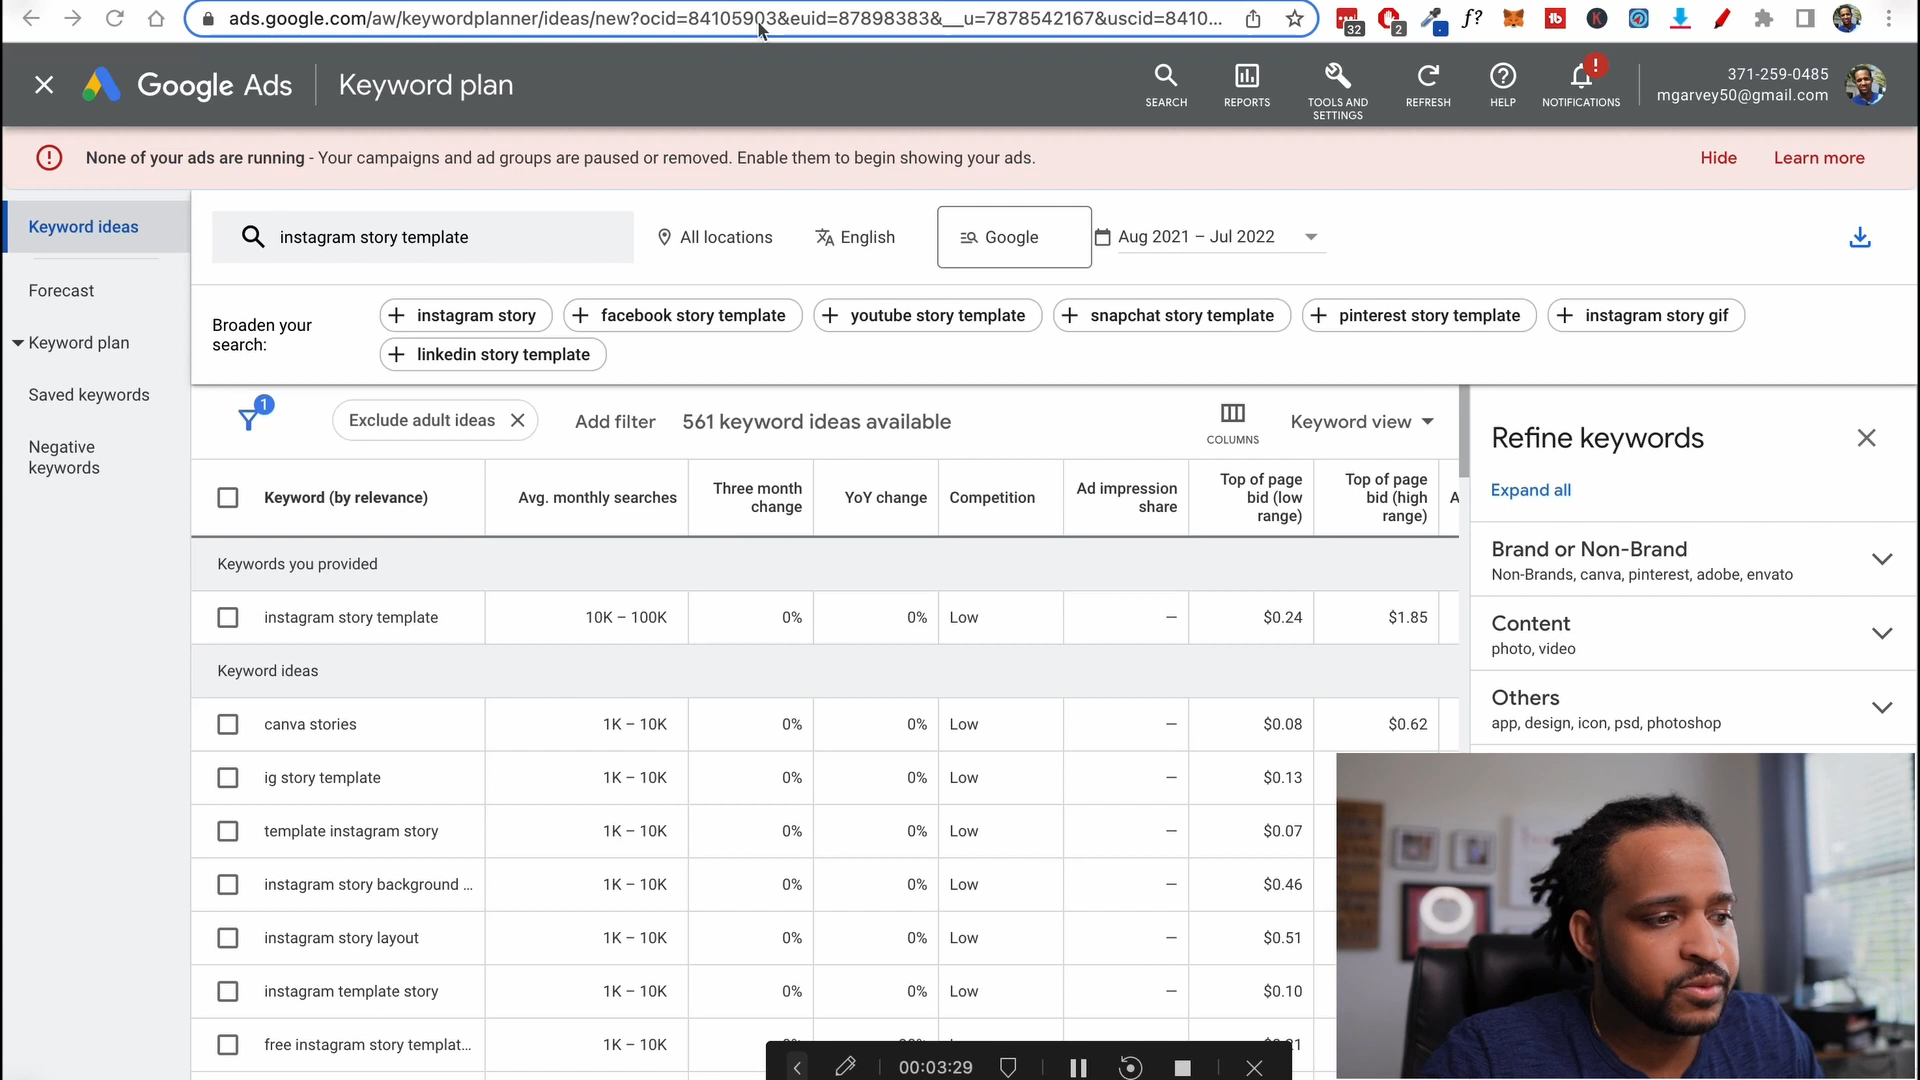 ads.google.com/aw/keywordplanner/ideas/new?ocid=84105903&euid=87898383&__u=7878542167&uscid=8410...
32
2
f?
tb
K
Google Ads
Keyword plan
SEARCH
REPORTS
TOOLS AND
SETTINGS
REFRESH
HELP
NOTIFICATIONS
371-259-0485
mgarvey50@gmail.com
None of your ads are running - Your campaigns and ad groups are paused or removed. Enable them to begin showing your ads.
Hide
Learn more
Keyword ideas
Forecast
Keyword plan
Saved keywords
Negative
keywords
instagram story template
All locations
English
Google
Aug 2021 – Jul 2022
Broaden your
search:
instagram story
facebook story template
youtube story template
snapchat story template
pinterest story template
instagram story gif
linkedin story template
1
Exclude adult ideas
Add filter
561 keyword ideas available
COLUMNS
Keyword view
Keyword (by relevance)
Avg. monthly searches
Three month
change
YoY change
Competition
Ad impression
share
Top of page
bid (low
range)
Top of page
bid (high
range)
A
Keywords you provided
instagram story template 10K – 100K 0% 0% Low — $0.24 $1.85
Keyword ideas
canva stories 1K – 10K 0% 0% Low — $0.08 $0.62
ig story template 1K – 10K 0% 0% Low — $0.13
template instagram story 1K – 10K 0% 0% Low — $0.07
instagram story background ... 1K – 10K 0% 0% Low — $0.46
instagram story layout 1K – 10K 0% 0% Low — $0.51
instagram template story 1K – 10K 0% 0% Low — $0.10
free instagram story templat... 1K – 10K
Refine keywords
Expand all
Brand or Non-Brand
Non-Brands, canva, pinterest, adobe, envato
Content
photo, video
Others
app, design, icon, psd, photoshop
00:03:29